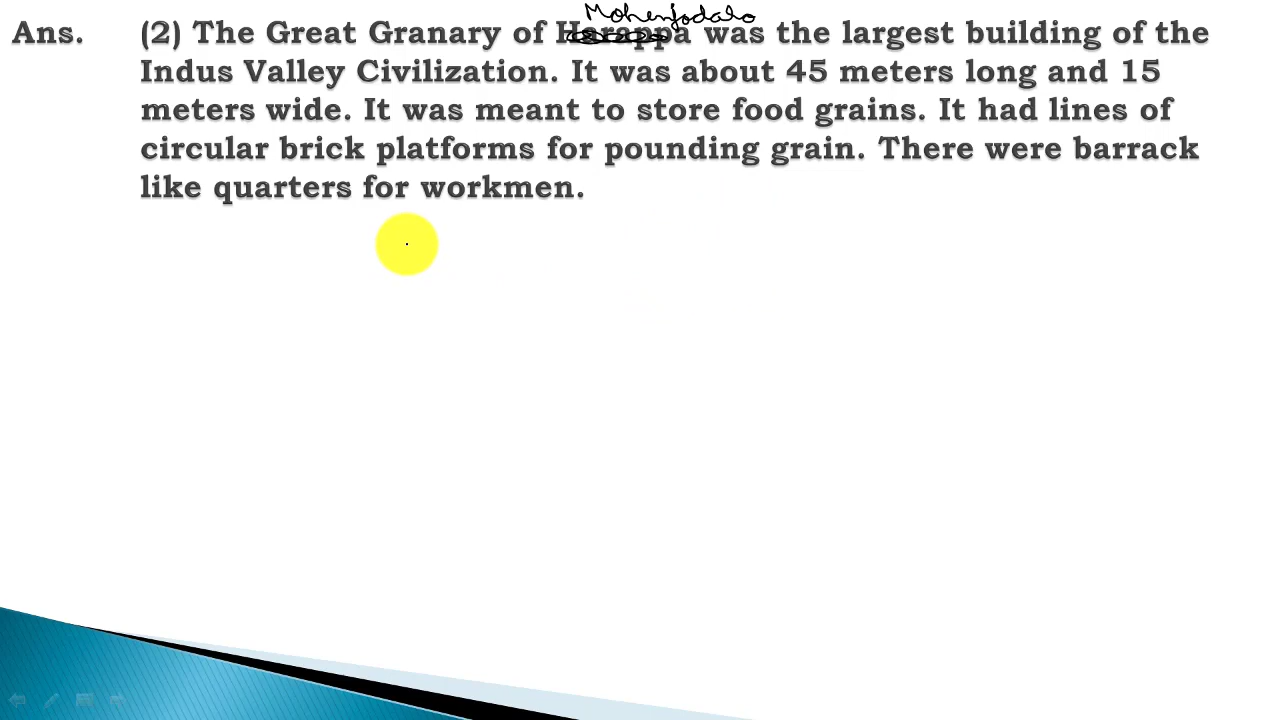 Mohenjodaro
Ans. (2) The Great Granary of Harappa was the largest building of the
Indus Valley Civilization. It was about 45 meters long and 15
meters wide. It was meant to store food grains. It had lines of
circular brick platforms for pounding grain. There were barrack
like quarters for workmen.